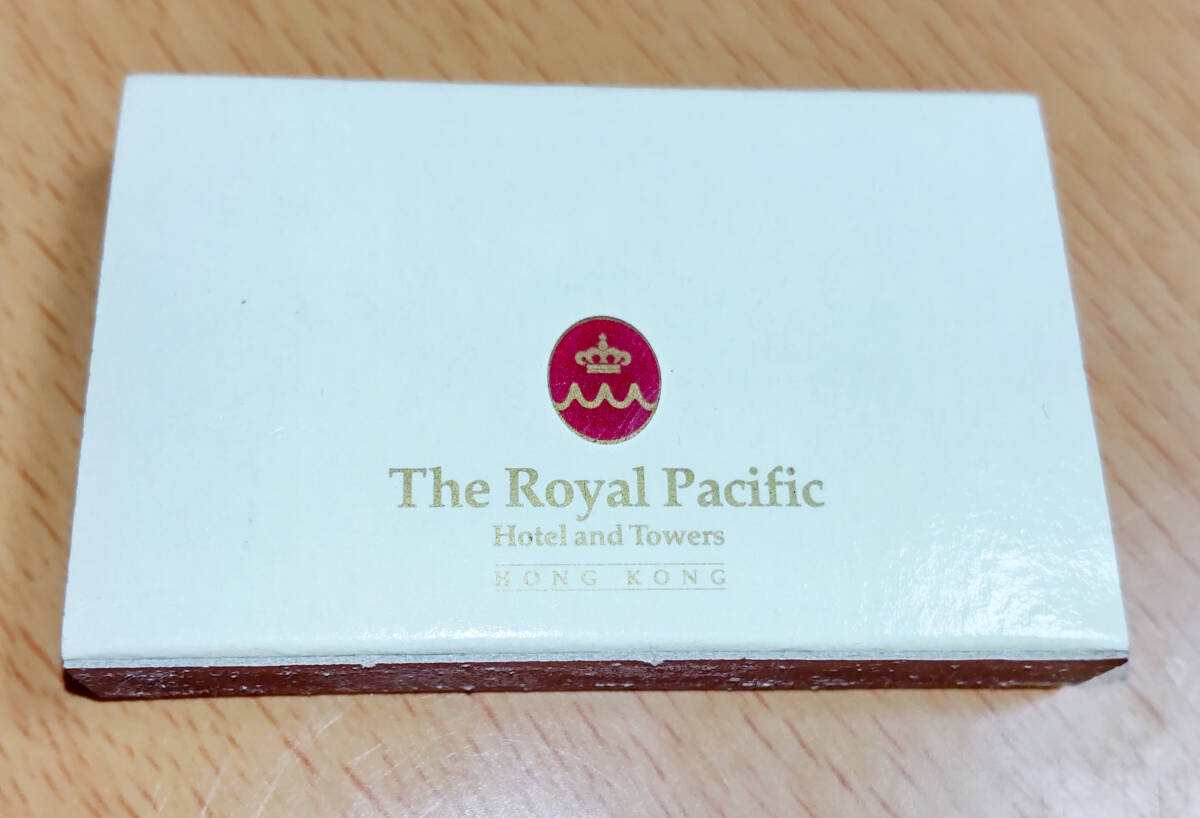 The Royal Pacific
Hotel and Towers
HONG KONG